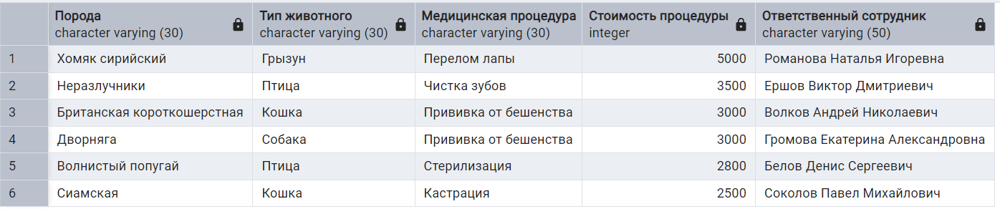 Порода Тип животного Медицинская процедура Стоимость процедуры Ответственный сотрудник
character varying (30) character varying (30) character varying (30) integer character varying (50)
1 Хомяк сирийский Грызун Перелом лапы 5000 Романова Наталья Игоревна
2 Неразлучники Птица Чистка зубов 3500 Ершов Виктор Дмитриевич
3 Британская короткошерстная Кошка Прививка от бешенства 3000 Волков Андрей Николаевич
4 Дворняга Собака Прививка от бешенства 3000 Громова Екатерина Александровна
5 Волнистый попугай Птица Стерилизация 2800 Белов Денис Сергеевич
6 Сиамская Кошка Кастрация 2500 Соколов Павел Михайлович